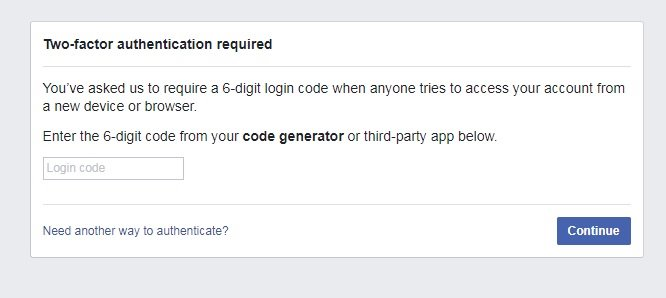 Two-factor authentication required
You've asked us to require a 6-digit login code when anyone tries to access your account from
a new device or browser.
Enter the 6-digit code from your code generator or third-party app below.
Login code
Need another way to authenticate?
Continue